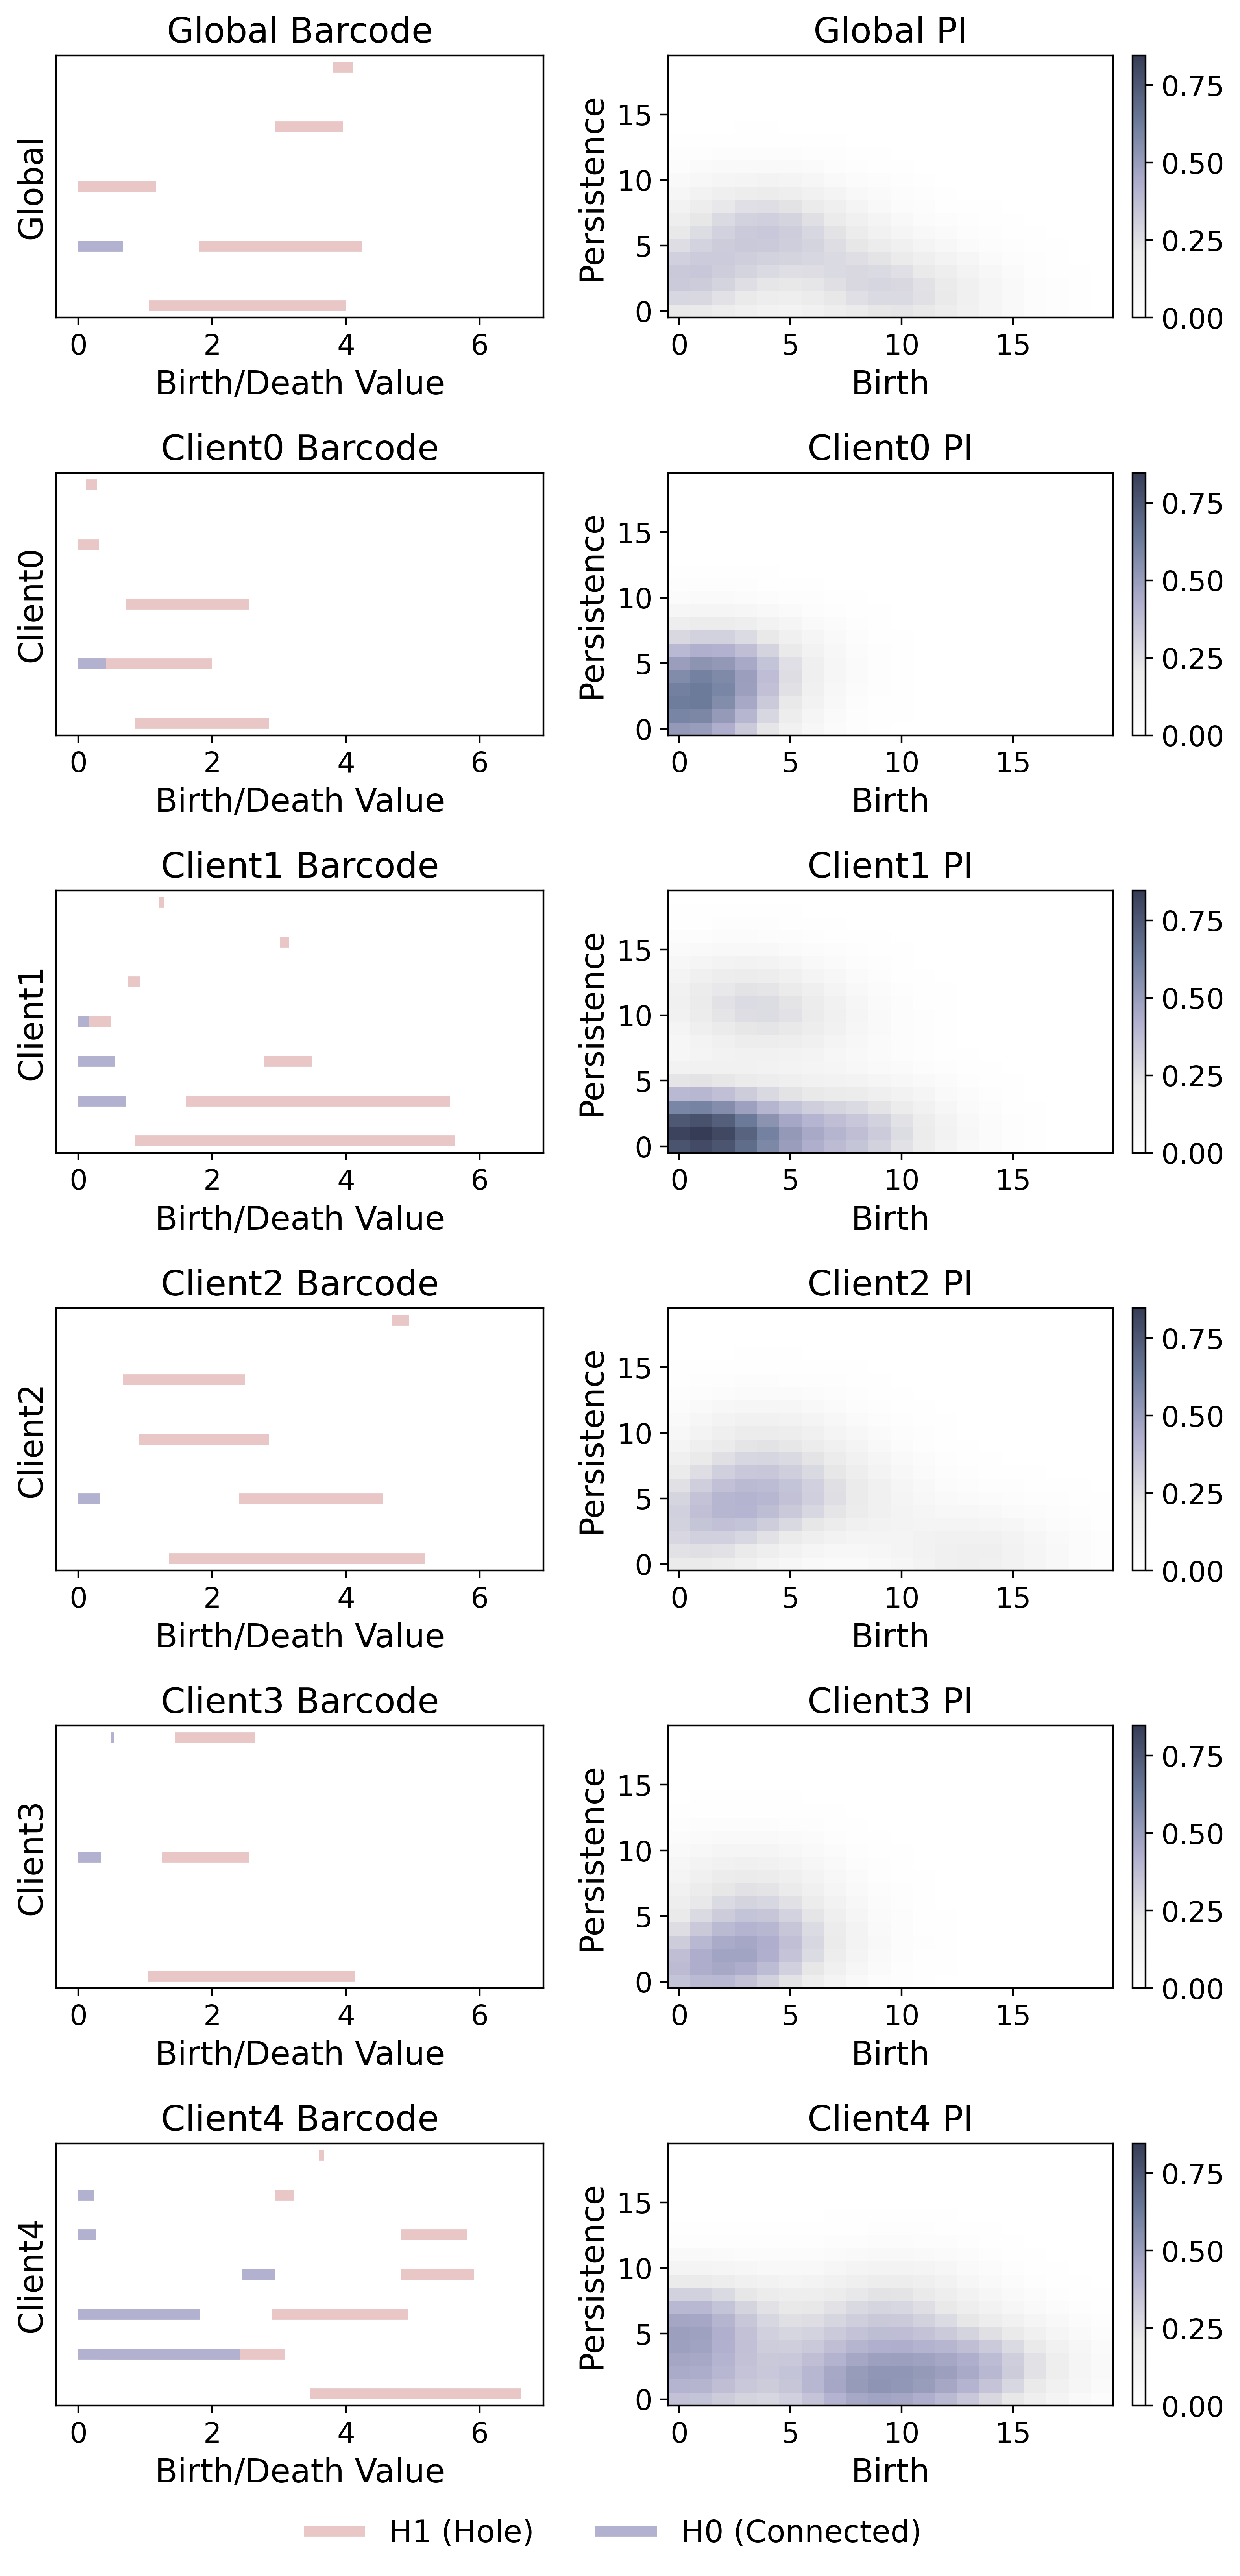 Global Barcode
Global
0 2 4 6
Birth/Death Value
Global PI
Persistence
15
10
5
0
0 5 10 15
Birth
0.75
0.50
0.25
0.00
Client0 Barcode
Client0
0 2 4 6
Birth/Death Value
Client0 PI
Persistence
15
10
5
0
0 5 10 15
Birth
0.75
0.50
0.25
0.00
Client1 Barcode
Client1
0 2 4 6
Birth/Death Value
Client1 PI
Persistence
15
10
5
0
0 5 10 15
Birth
0.75
0.50
0.25
0.00
Client2 Barcode
Client2
0 2 4 6
Birth/Death Value
Client2 PI
Persistence
15
10
5
0
0 5 10 15
Birth
0.75
0.50
0.25
0.00
Client3 Barcode
Client3
0 2 4 6
Birth/Death Value
Client3 PI
Persistence
15
10
5
0
0 5 10 15
Birth
0.75
0.50
0.25
0.00
Client4 Barcode
Client4
0 2 4 6
Birth/Death Value
Client4 PI
Persistence
15
10
5
0
0 5 10 15
Birth
0.75
0.50
0.25
0.00
H1 (Hole)
H0 (Connected)